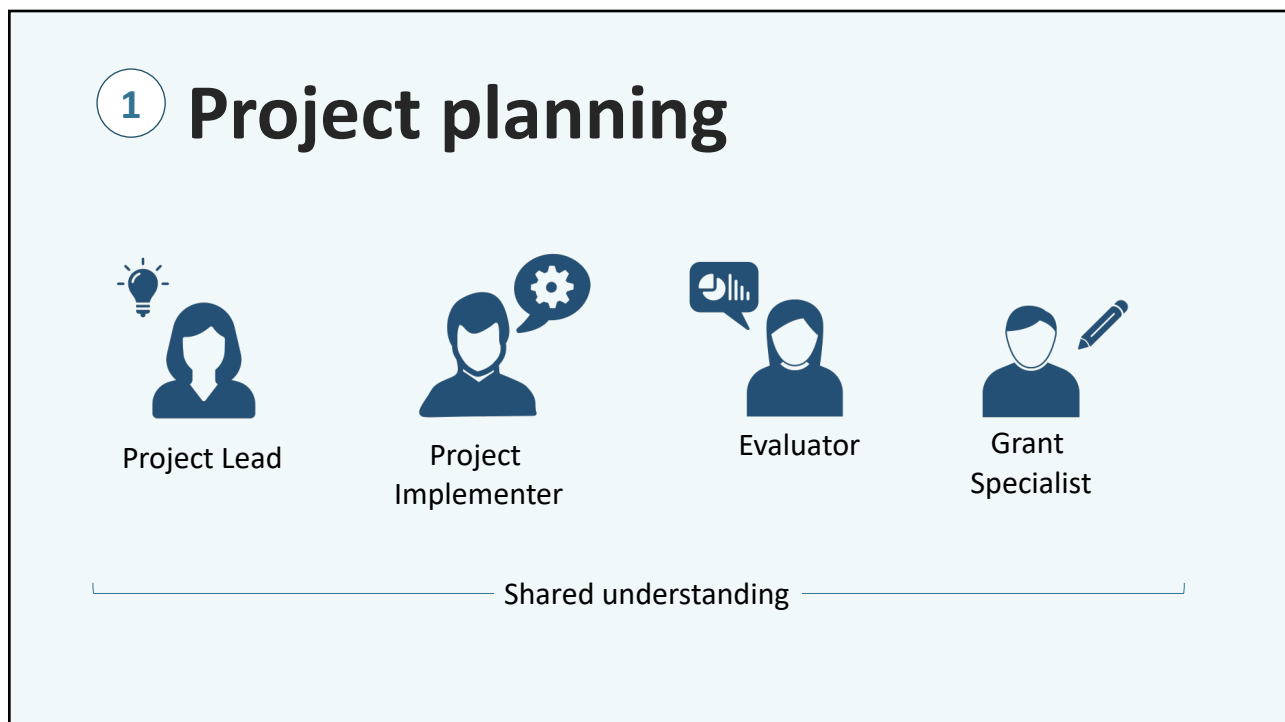 1 Project planning
Project Lead
Project
Implementer
Evaluator
Grant
Specialist
Shared understanding